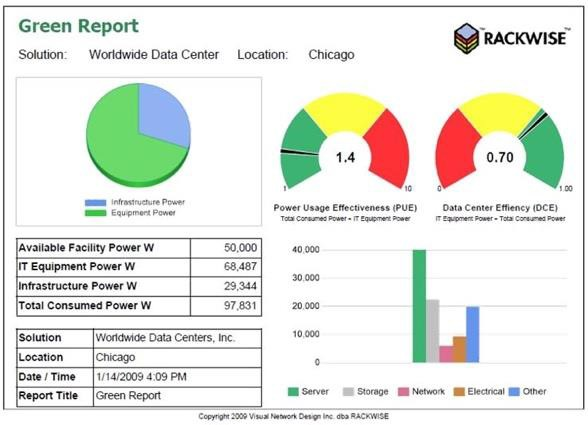 Green Report
Solution: Worldwide Data Center Location: Chicago
RACKWISE™
Infrastructure Power
Equipment Power
1.4
1 10
Power Usage Effectiveness (PUE)
Total Consumed Power ÷ IT Equipment Power
0.70
0 1.00
Data Center Effiency (DCE)
IT Equipment Power ÷ Total Consumed Power
Available Facility Power W 50,000
IT Equipment Power W 68,487
Infrastructure Power W 29,344
Total Consumed Power W 97,831
Solution Worldwide Data Centers, Inc.
Location Chicago
Date / Time 1/14/2009 4:09 PM
Report Title Green Report
40,000
30,000
20,000
10,000
0
Server Storage Network Electrical Other
Copyright 2009 Visual Network Design Inc. dba RACKWISE